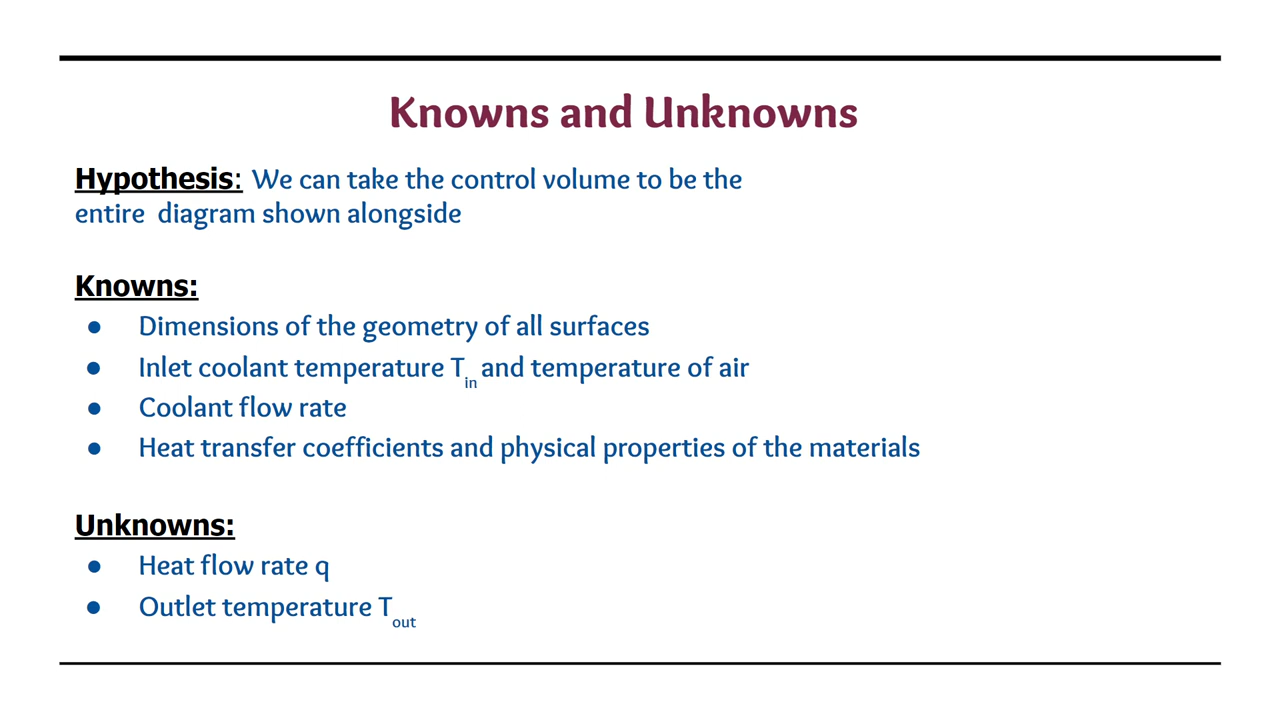 Knowns and Unknowns
Hypothesis: We can take the control volume to be the
entire  diagram shown alongside
Knowns:
● Dimensions of the geometry of all surfaces
● Inlet coolant temperature T_in and temperature of air
● Coolant flow rate
● Heat transfer coefficients and physical properties of the materials
Unknowns:
● Heat flow rate q
● Outlet temperature T_out